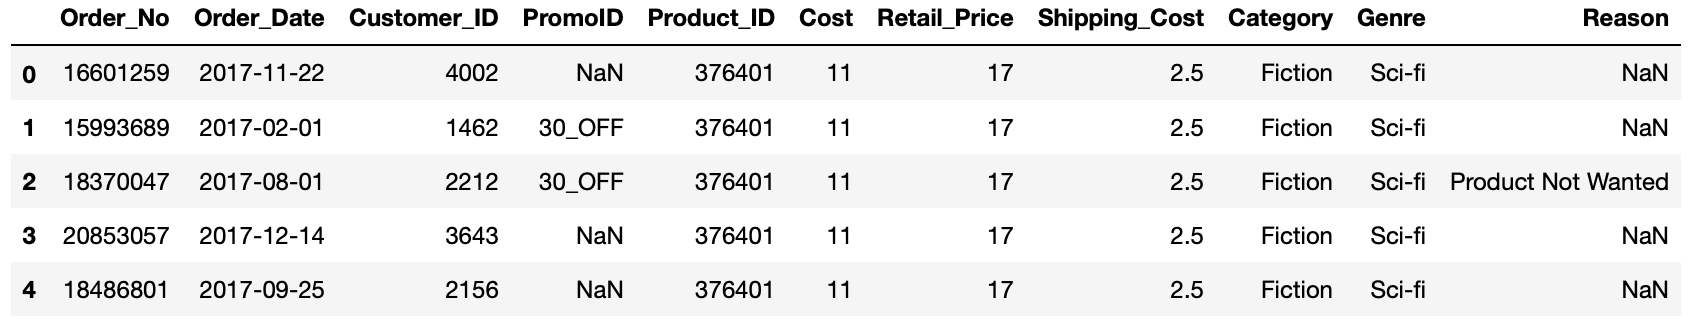 Order_No Order_Date Customer_ID PromoID Product_ID Cost Retail_Price Shipping_Cost Category Genre Reason
0 16601259 2017-11-22 4002 NaN 376401 11 17 2.5 Fiction Sci-fi NaN
1 15993689 2017-02-01 1462 30_OFF 376401 11 17 2.5 Fiction Sci-fi NaN
2 18370047 2017-08-01 2212 30_OFF 376401 11 17 2.5 Fiction Sci-fi Product Not Wanted
3 20853057 2017-12-14 3643 NaN 376401 11 17 2.5 Fiction Sci-fi NaN
4 18486801 2017-09-25 2156 NaN 376401 11 17 2.5 Fiction Sci-fi NaN